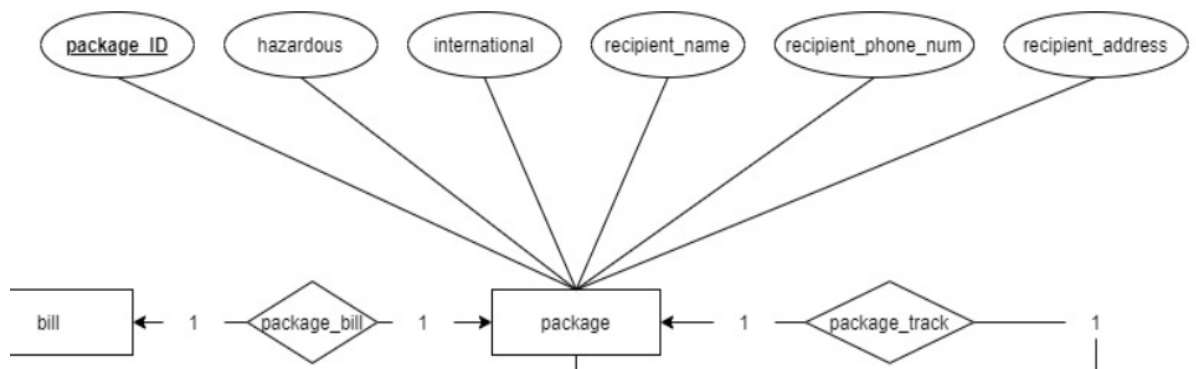 package_ID
hazardous
international
recipient_name
recipient_phone_num
recipient_address
bill
1
package_bill
1
package
1
package_track
1